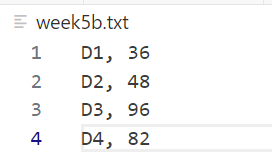 week5b.txt
1 D1, 36
2 D2, 48
3 D3, 96
4 D4, 82